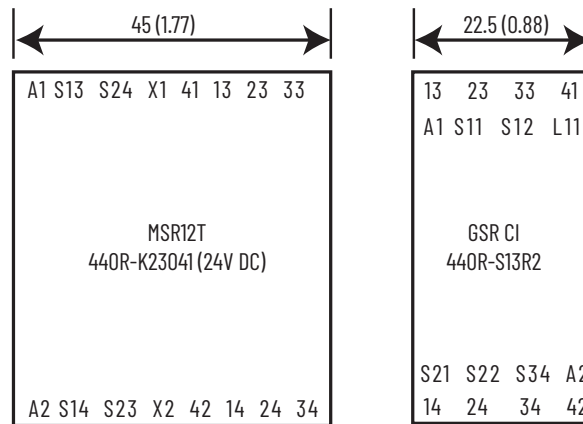 45 (1.77)
22.5 (0.88)
A1 S13 S24 X1 41 13 23 33
13 23 33 41
A1 S11 S12 L11
MSR12T
440R-K23041 (24V DC)
GSR CI
440R-S13R2
S21 S22 S34 A2
A2 S14 S23 X2 42 14 24 34
14 24 34 42